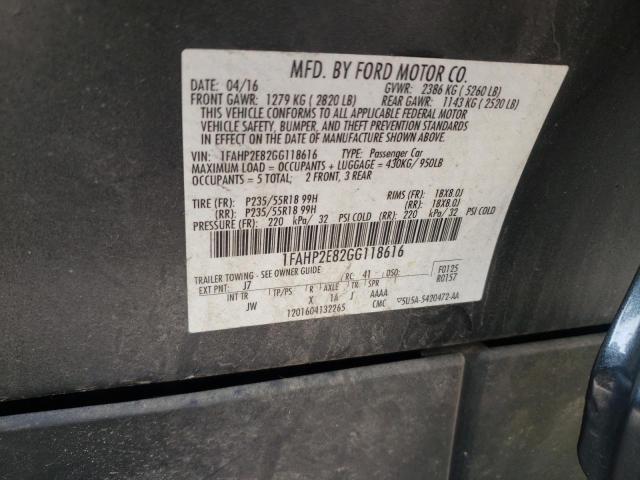 MFD. BY FORD MOTOR CO.
DATE: 04/16 GVWR: 2386 KG ( 5260 LB)
FRONT GAWR: 1279 KG ( 2820 LB) REAR GAWR: 1143 KG ( 2520 LB)
THIS VEHICLE CONFORMS TO ALL APPLICABLE FEDERAL MOTOR
VEHICLE SAFETY, BUMPER, AND THEFT PREVENTION STANDARDS
IN EFFECT ON THE DATE OF MANUFACTURE SHOWN ABOVE.
VIN: 1FAHP2E82GG118616 TYPE: Passenger Car
MAXIMUM LOAD = OCCUPANTS + LUGGAGE = 430KG/ 950LB
OCCUPANTS = 5 TOTAL; 2 FRONT, 3 REAR
TIRE (FR): P235/55R18 99H RIMS (FR): 18X8.0J
(RR): P235/55R18 99H (RR): 18X8.0J
PRESSURE (FR): 220 kPa/ 32 PSI COLD (RR): 220 kPa/ 32 PSI COLD
1FAHP2E82GG118616
TRAILER TOWING - SEE OWNER GUIDE
EXT PNT: J7 RC: 41 DSO: F0125
R0157
INT TR TP/PS R AXLE TR SPR
JW X 1A J AAAA
1201604132265 CMC 5U5A-5420472-AA